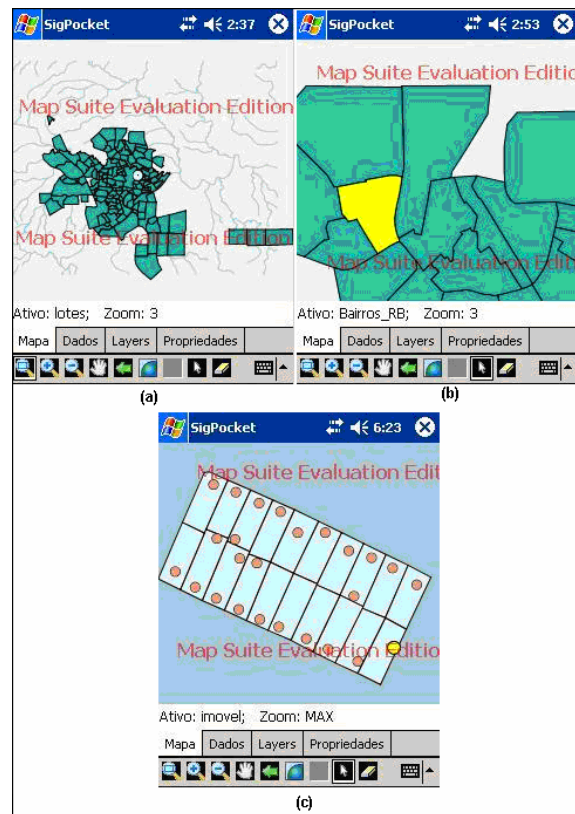 SigPocket 2:37
Map Suite Evaluation Edition
Map Suite Evaluation Edition
Ativo: lotes; Zoom: 3
Mapa Dados Layers Propriedades
(a)
SigPocket 2:53
Map Suite Evaluation Edition
Map Suite Evaluation Edition
Ativo: Bairros_RB; Zoom: 3
Mapa Dados Layers Propriedades
(b)
SigPocket 6:23
Map Suite Evaluation Edit
Map Suite Evaluation Edition
Ativo: imovel; Zoom: MAX
Mapa Dados Layers Propriedades
(c)